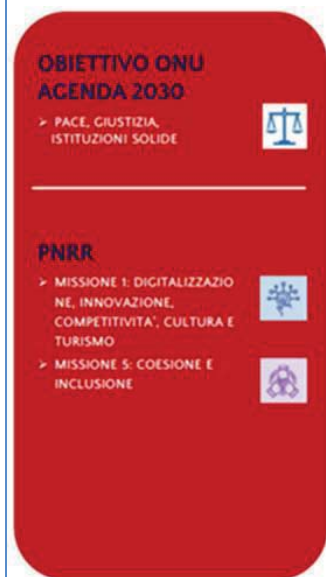 OBIETTIVO ONU
AGENDA 2030
➢ PACE, GIUSTIZIA,
ISTITUZIONI SOLIDE
PNRR
➢ MISSIONE 1: DIGITALIZZAZIO
NE, INNOVAZIONE,
COMPETITIVITA', CULTURA E
TURISMO
➢ MISSIONE 5: COESIONE E
INCLUSIONE